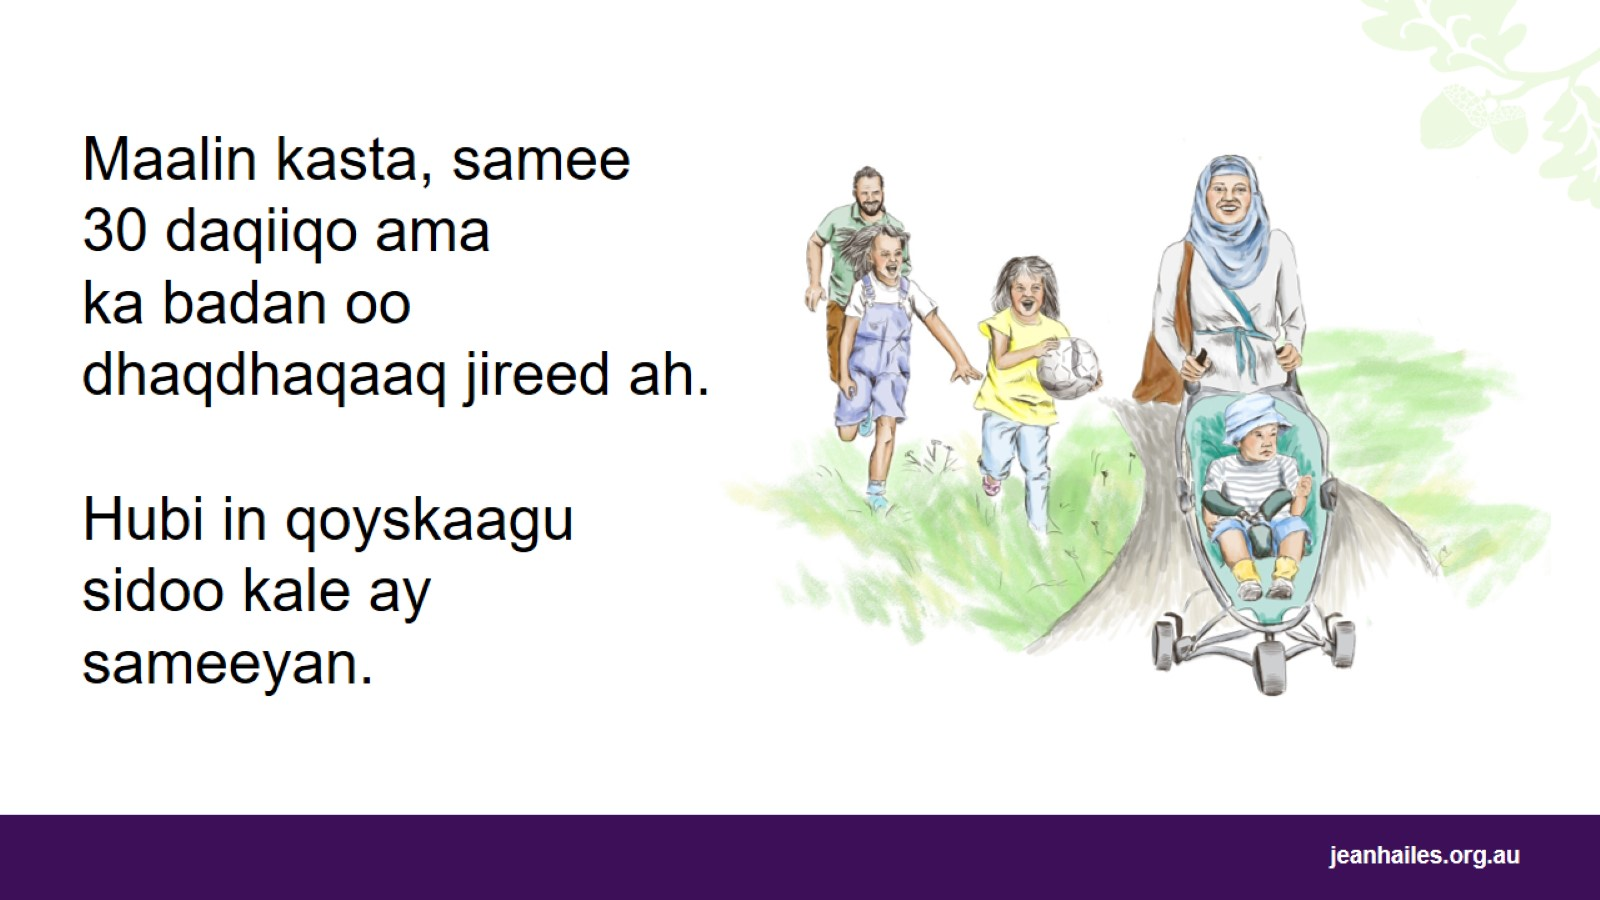 Maalin kasta, samee
30 daqiiqo ama
ka badan oo
dhaqdhaqaaq jireed ah.
Hubi in qoyskaagu
sidoo kale ay
sameeyan.
jeanhailes.org.au